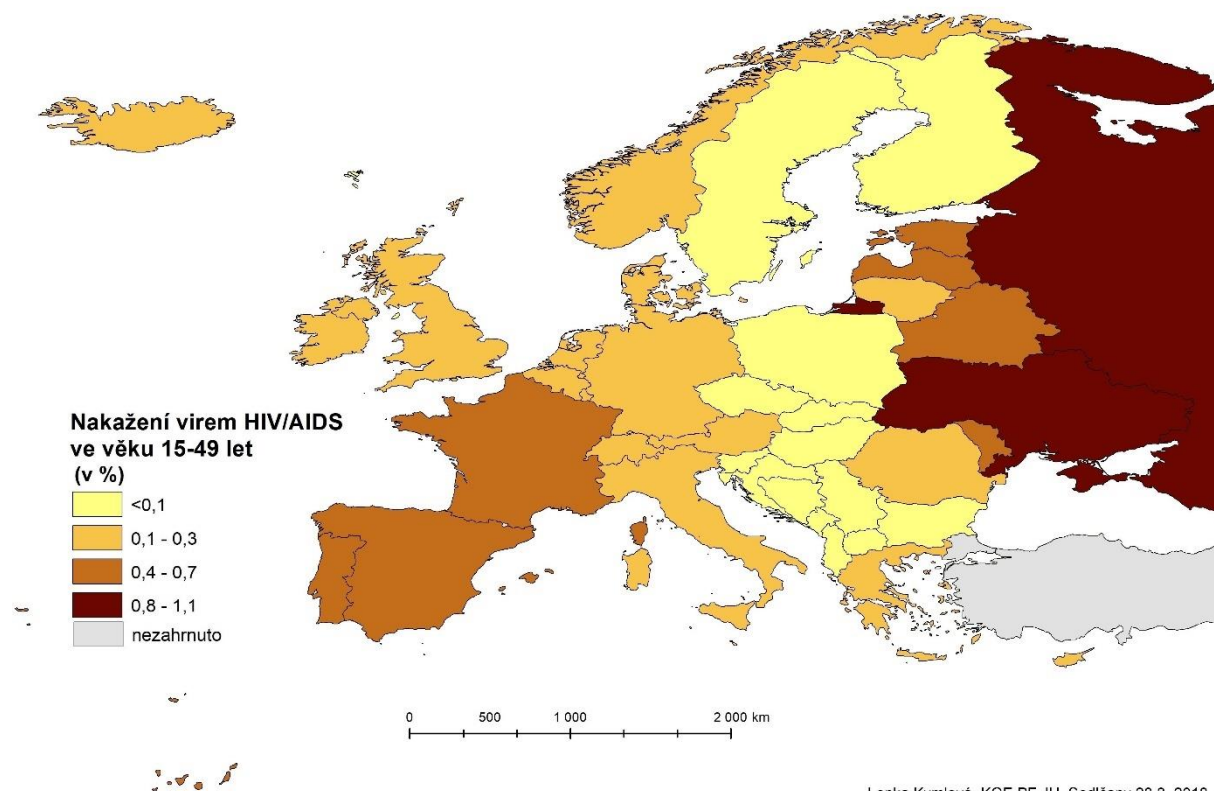 Nakažení virem HIV/AIDS
ve věku 15-49 let
(v %)
<0,1
0,1 - 0,3
0,4 - 0,7
0,8 - 1,1
nezahrnuto
0 500 1 000 2 000 km